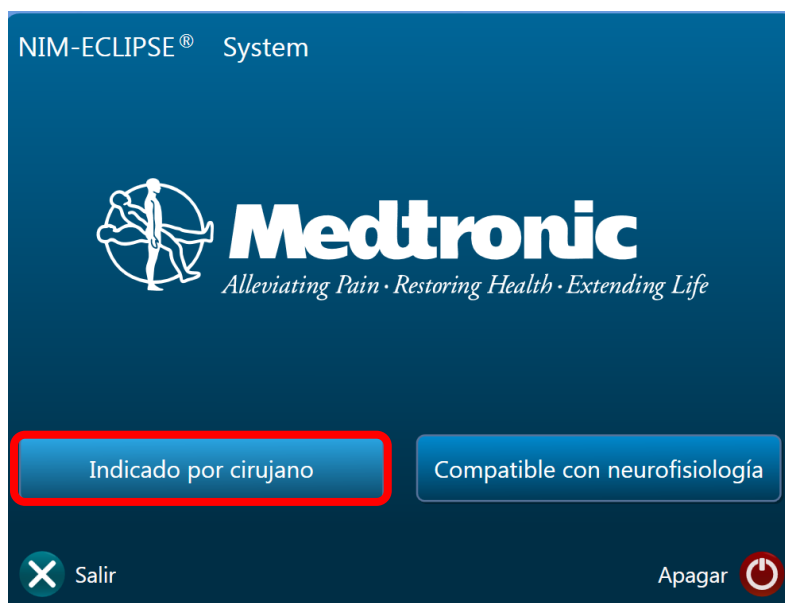 NIM-ECLIPSE® System
Medtronic
Alleviating Pain · Restoring Health · Extending Life
Indicado por cirujano
Compatible con neurofisiología
Salir
Apagar